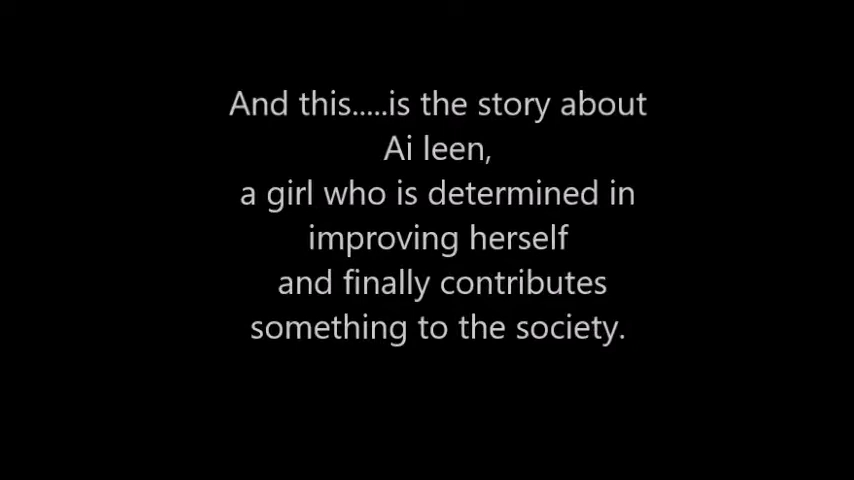 And this.....is the story about
Ai leen,
a girl who is determined in
improving herself
and finally contributes
something to the society.